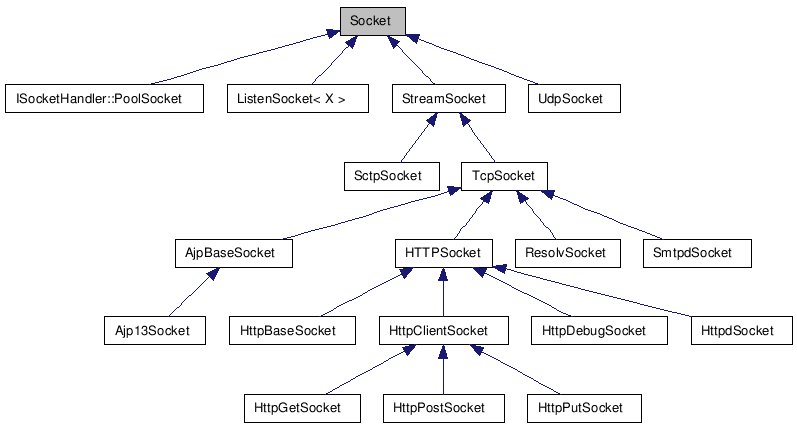 Socket
ISocketHandler::PoolSocket
ListenSocket< X >
StreamSocket
UdpSocket
SctpSocket
TcpSocket
AjpBaseSocket
HTTPSocket
ResolvSocket
SmtpdSocket
Ajp13Socket
HttpBaseSocket
HttpClientSocket
HttpDebugSocket
HttpdSocket
HttpGetSocket
HttpPostSocket
HttpPutSocket